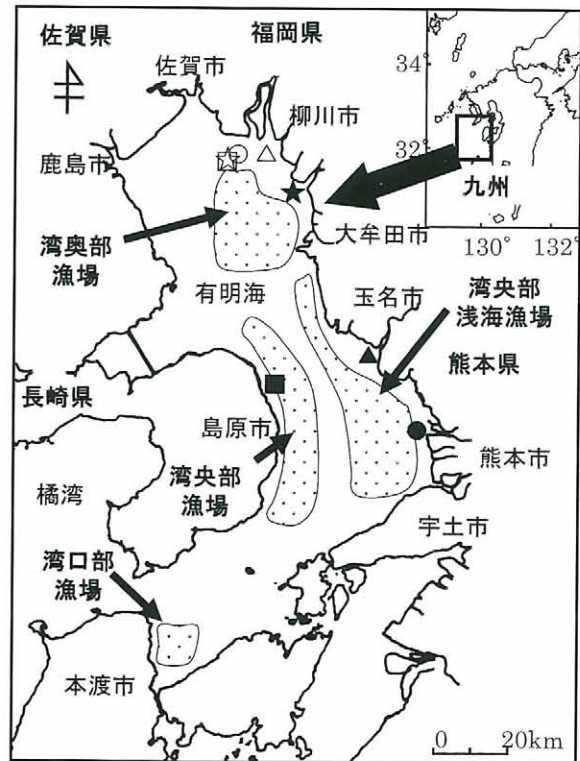 佐賀県
福岡県
佐賀市
柳川市
34°
32°
鹿島市
九州
130° 132°
湾奥部
漁場
大牟田市
有明海
玉名市
湾央部
浅海漁場
熊本県
長崎県
島原市
熊本市
橘湾
湾央部
漁場
宇土市
湾口部
漁場
本渡市
0 20km